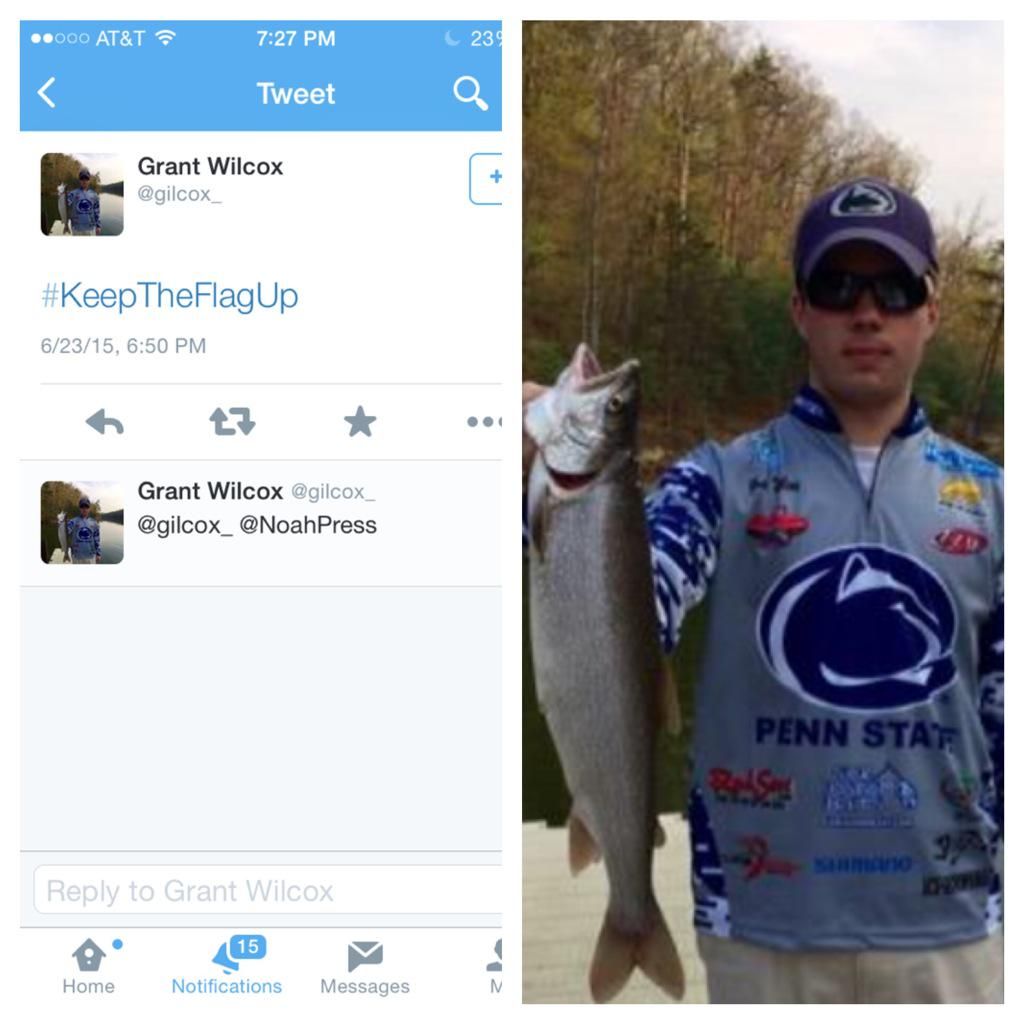 AT&T 7:27 PM 23%
Tweet
Grant Wilcox
@gilcox_
#KeepTheFlagUp
6/23/15, 6:50 PM
Grant Wilcox @gilcox_
@gilcox_ @NoahPress
Reply to Grant Wilcox
15
Home Notifications Messages M
PENN STATE
SHIMANO